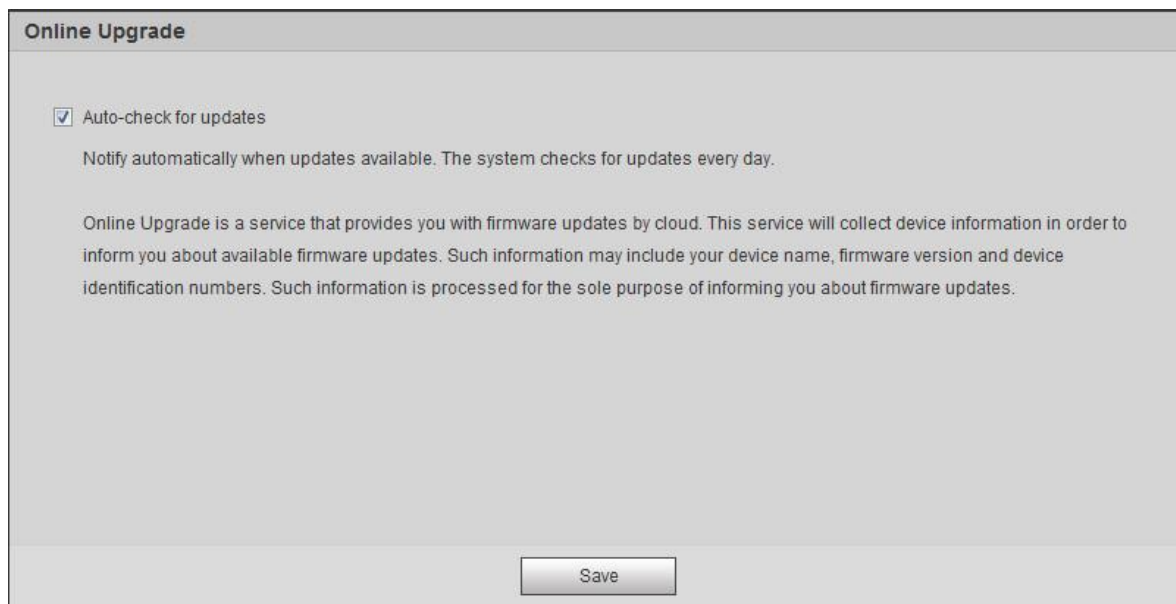 Online Upgrade
Auto-check for updates
Notify automatically when updates available. The system checks for updates every day.
Online Upgrade is a service that provides you with firmware updates by cloud. This service will collect device information in order to
inform you about available firmware updates. Such information may include your device name, firmware version and device
identification numbers. Such information is processed for the sole purpose of informing you about firmware updates.
Save